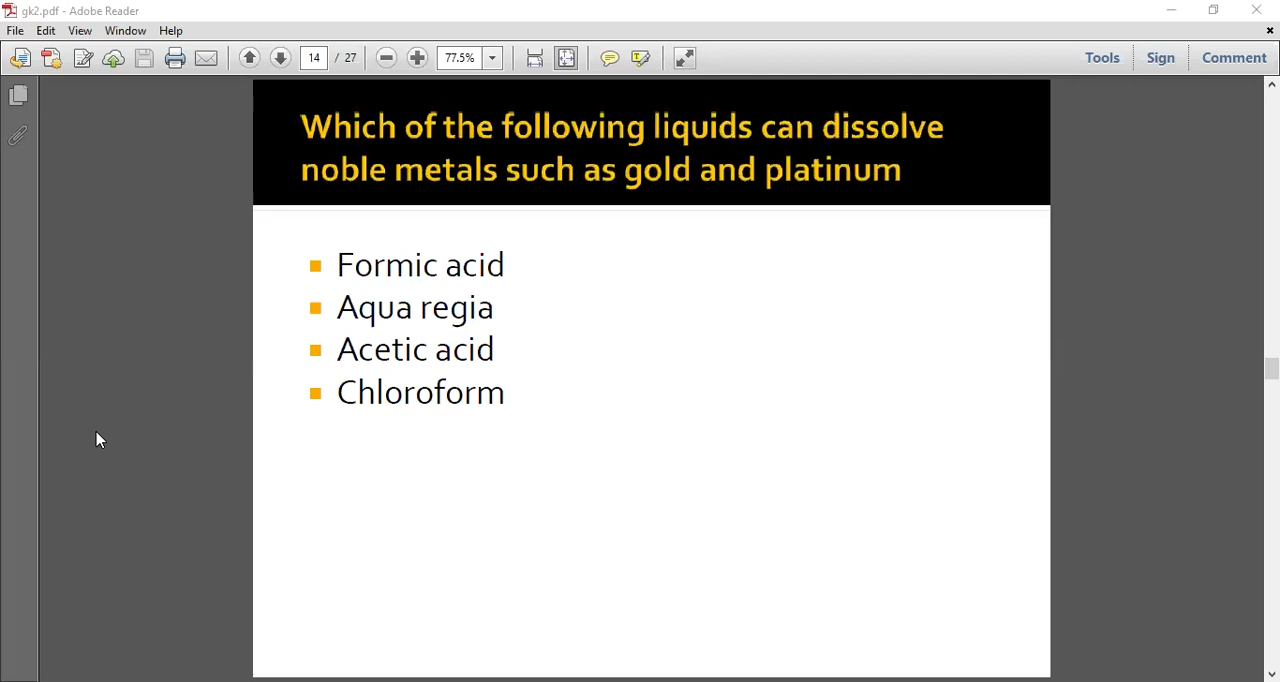 gk2.pdf - Adobe Reader
File Edit View Window Help
14 / 27 77.5% Tools Sign Comment
Which of the following liquids can dissolve
noble metals such as gold and platinum
Formic acid
Aqua regia
Acetic acid
Chloroform